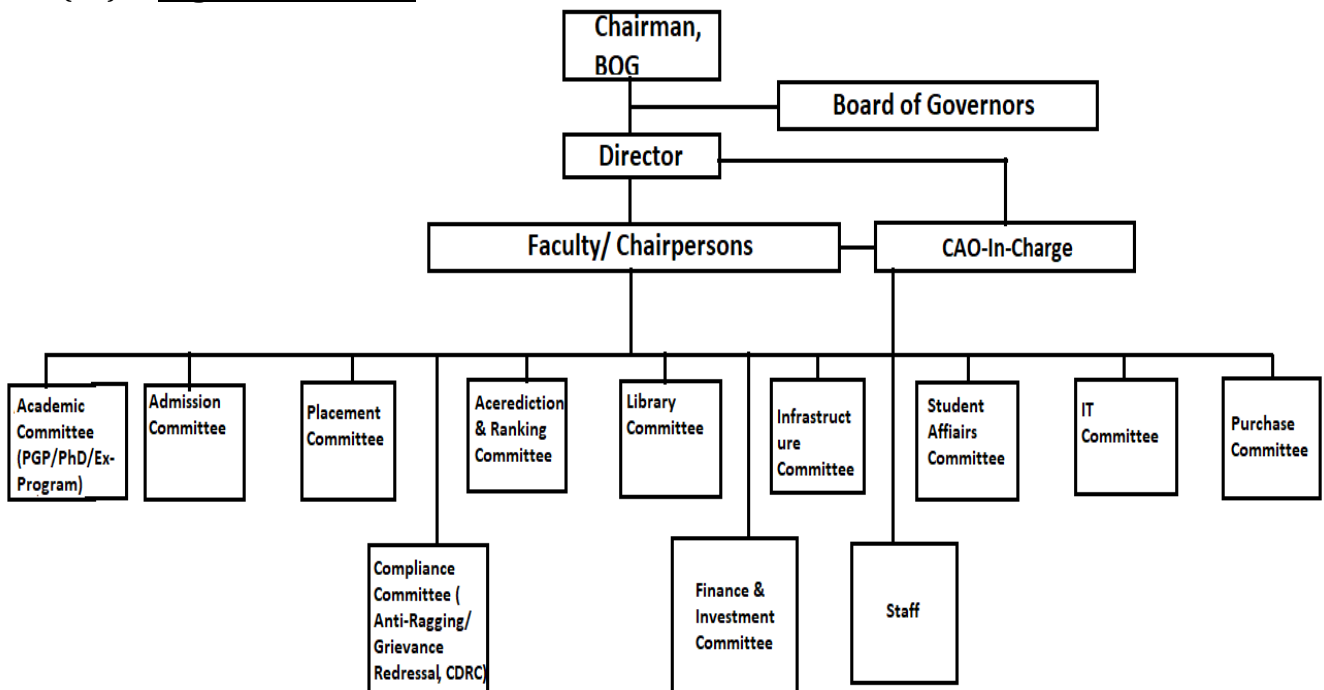 Chairman,
BOG
Board of Governors
Director
Faculty/ Chairpersons
CAO-In-Charge
Academic
Committee
(PGP/PhD/Ex-
Program)
Admission
Committee
Placement
Committee
Acerediction
& Ranking
Committee
Library
Committee
Infrastruct
ure
Committee
Student
Affiairs
Committee
IT
Committee
Purchase
Committee
Compliance
Committee (
Anti-Ragging/
Grievance
Redressal, CDRC)
Finance &
Investment
Committee
Staff